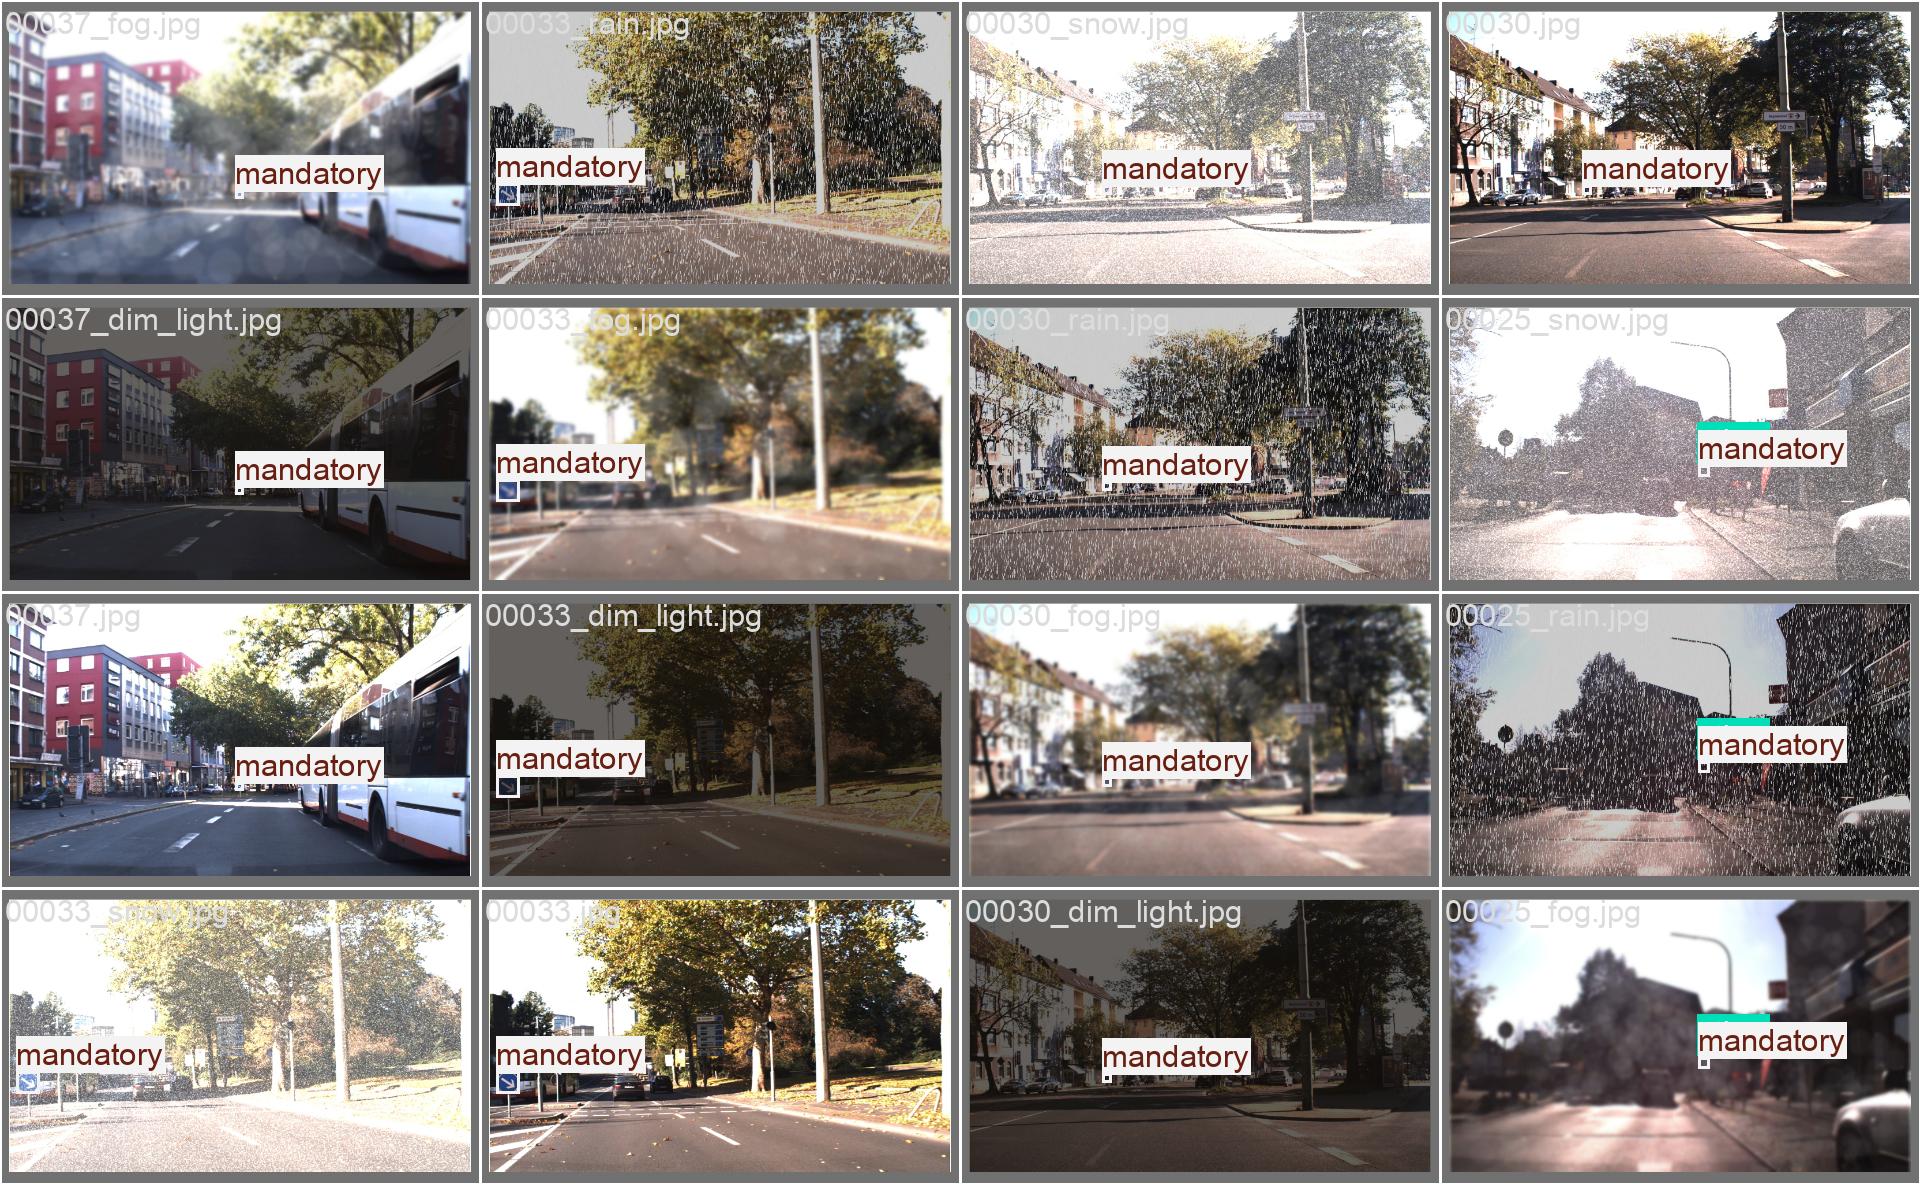 00037_fog.jpg
mandatory
00033_rain.jpg
mandatory
00030_snow.jpg
mandatory
00030.jpg
mandatory
00037_dim_light.jpg
mandatory
00033_fog.jpg
mandatory
00030_rain.jpg
mandatory
00025_snow.jpg
mandatory
00037.jpg
mandatory
00033_dim_light.jpg
mandatory
00030_fog.jpg
mandatory
00025_rain.jpg
mandatory
00033_snow.jpg
mandatory
00033.jpg
mandatory
00030_dim_light.jpg
mandatory
00025_fog.jpg
mandatory